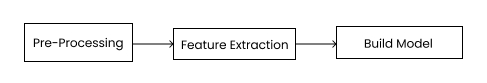 Pre-Processing
Feature Extraction
Build Model